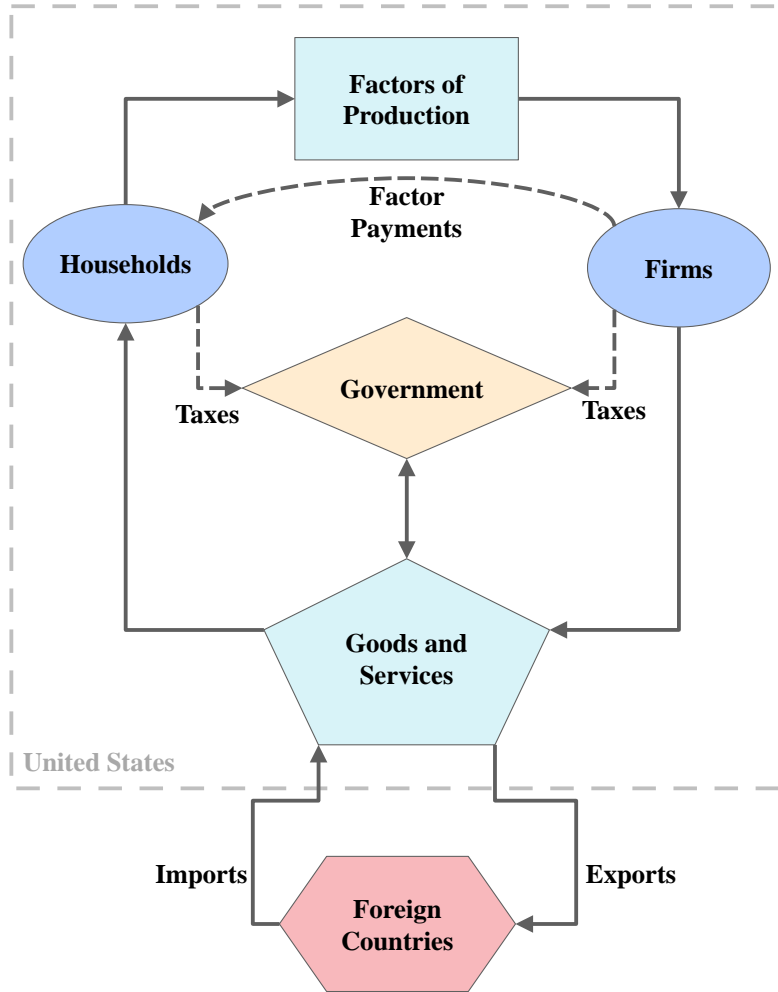 Factors of
Production
Factor
Payments
Households
Firms
Government
Taxes
Taxes
Goods and
Services
United States
Imports
Exports
Foreign
Countries